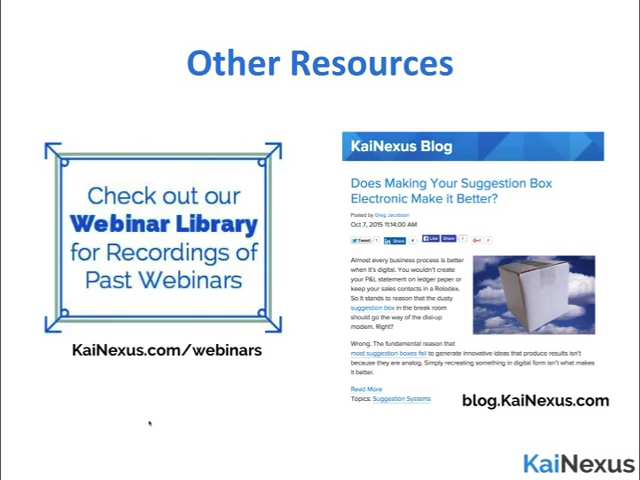 Other Resources
Check out our
Webinar Library
for Recordings of
Past Webinars
KaiNexus.com/webinars
KaiNexus Blog
Does Making Your Suggestion Box
Electronic Make it Better?
Posted by Greg Jacobson
Oct 7, 2015 11:14:00 AM
Tweet 1 in Share 4 Like Share 1 G+1 0
Almost every business process is better
when it's digital. You wouldn't create
your P&L statement on ledger paper or
keep your sales contacts in a Rolodex.
So it stands to reason that the dusty
suggestion box in the break room
should go the way of the dial-up
modem. Right?
Wrong. The fundamental reason that
most suggestion boxes fail to generate innovative ideas that produce results isn't
because they are analog. Simply recreating something in digital form isn't what makes
it better.
Read More
Topics: Suggestion Systems
blog.KaiNexus.com
KaiNexus